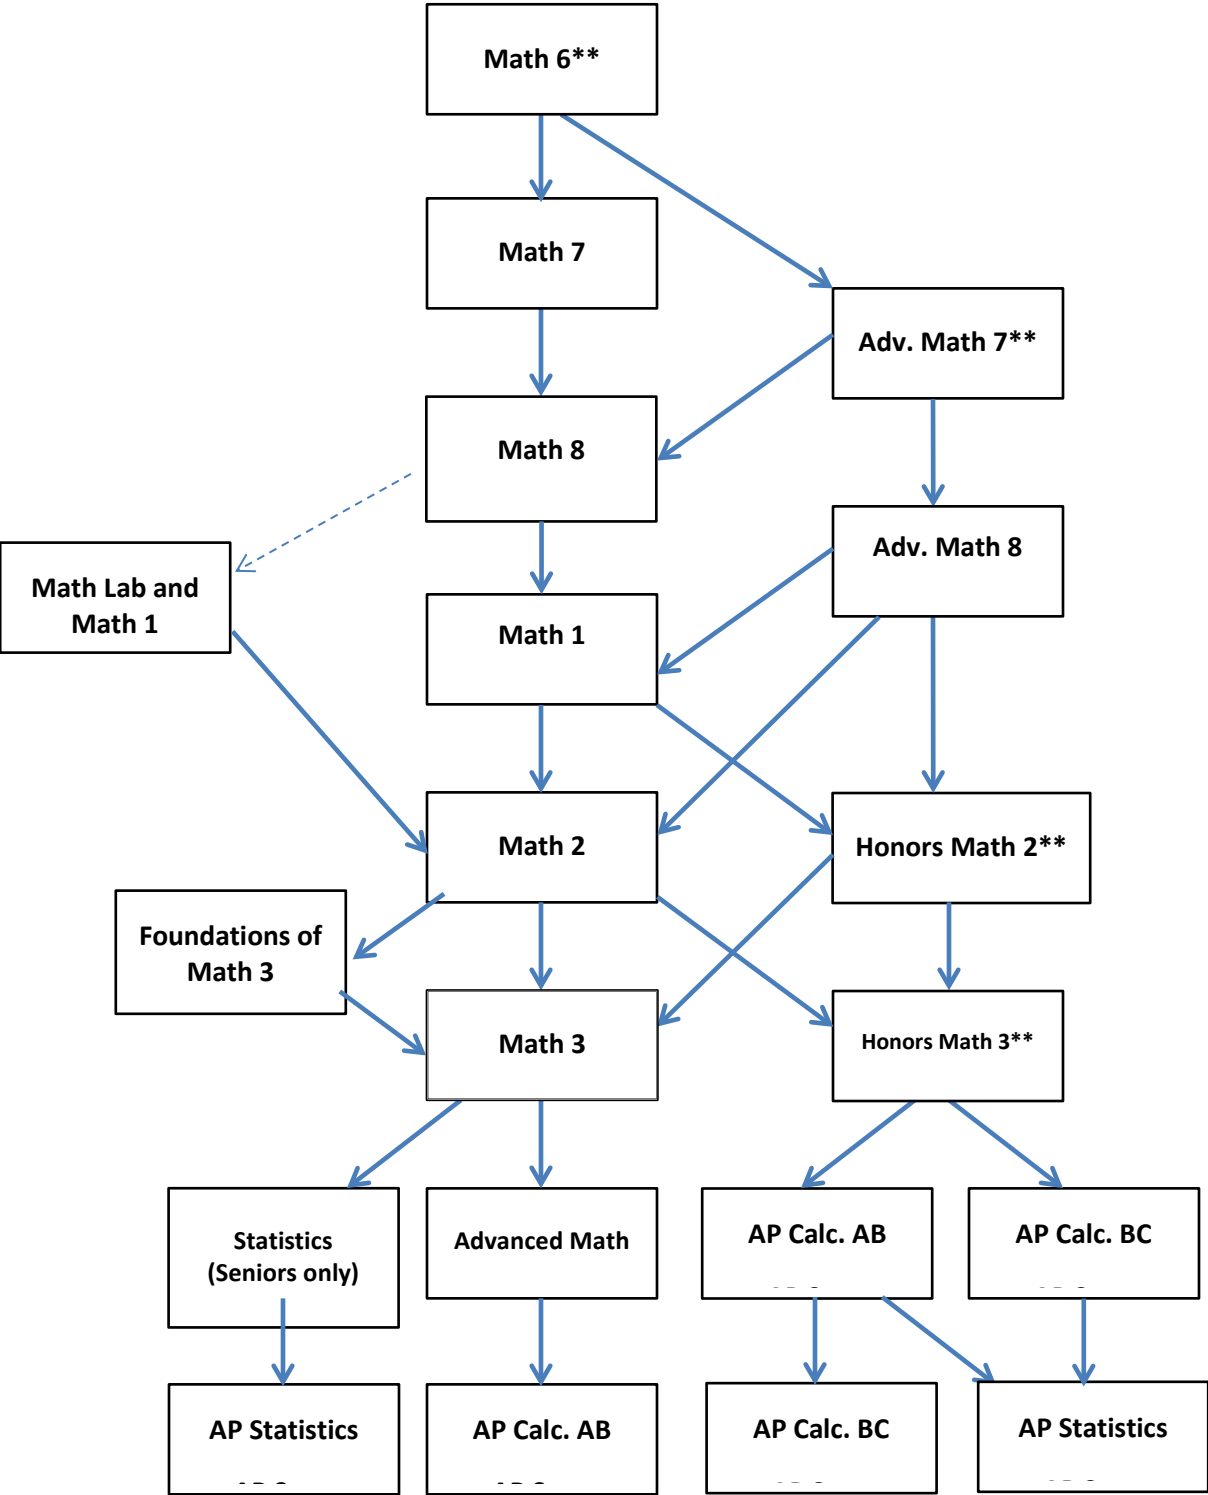 Math 6**
Math 7
Adv. Math 7**
Math 8
Adv. Math 8
Math Lab and
Math 1
Math 1
Math 2
Honors Math 2**
Foundations of
Math 3
Math 3
Honors Math 3**
Statistics
(Seniors only)
Advanced Math
AP Calc. AB
AP Calc. BC
AP Statistics
AP Calc. AB
AP Calc. BC
AP Statistics